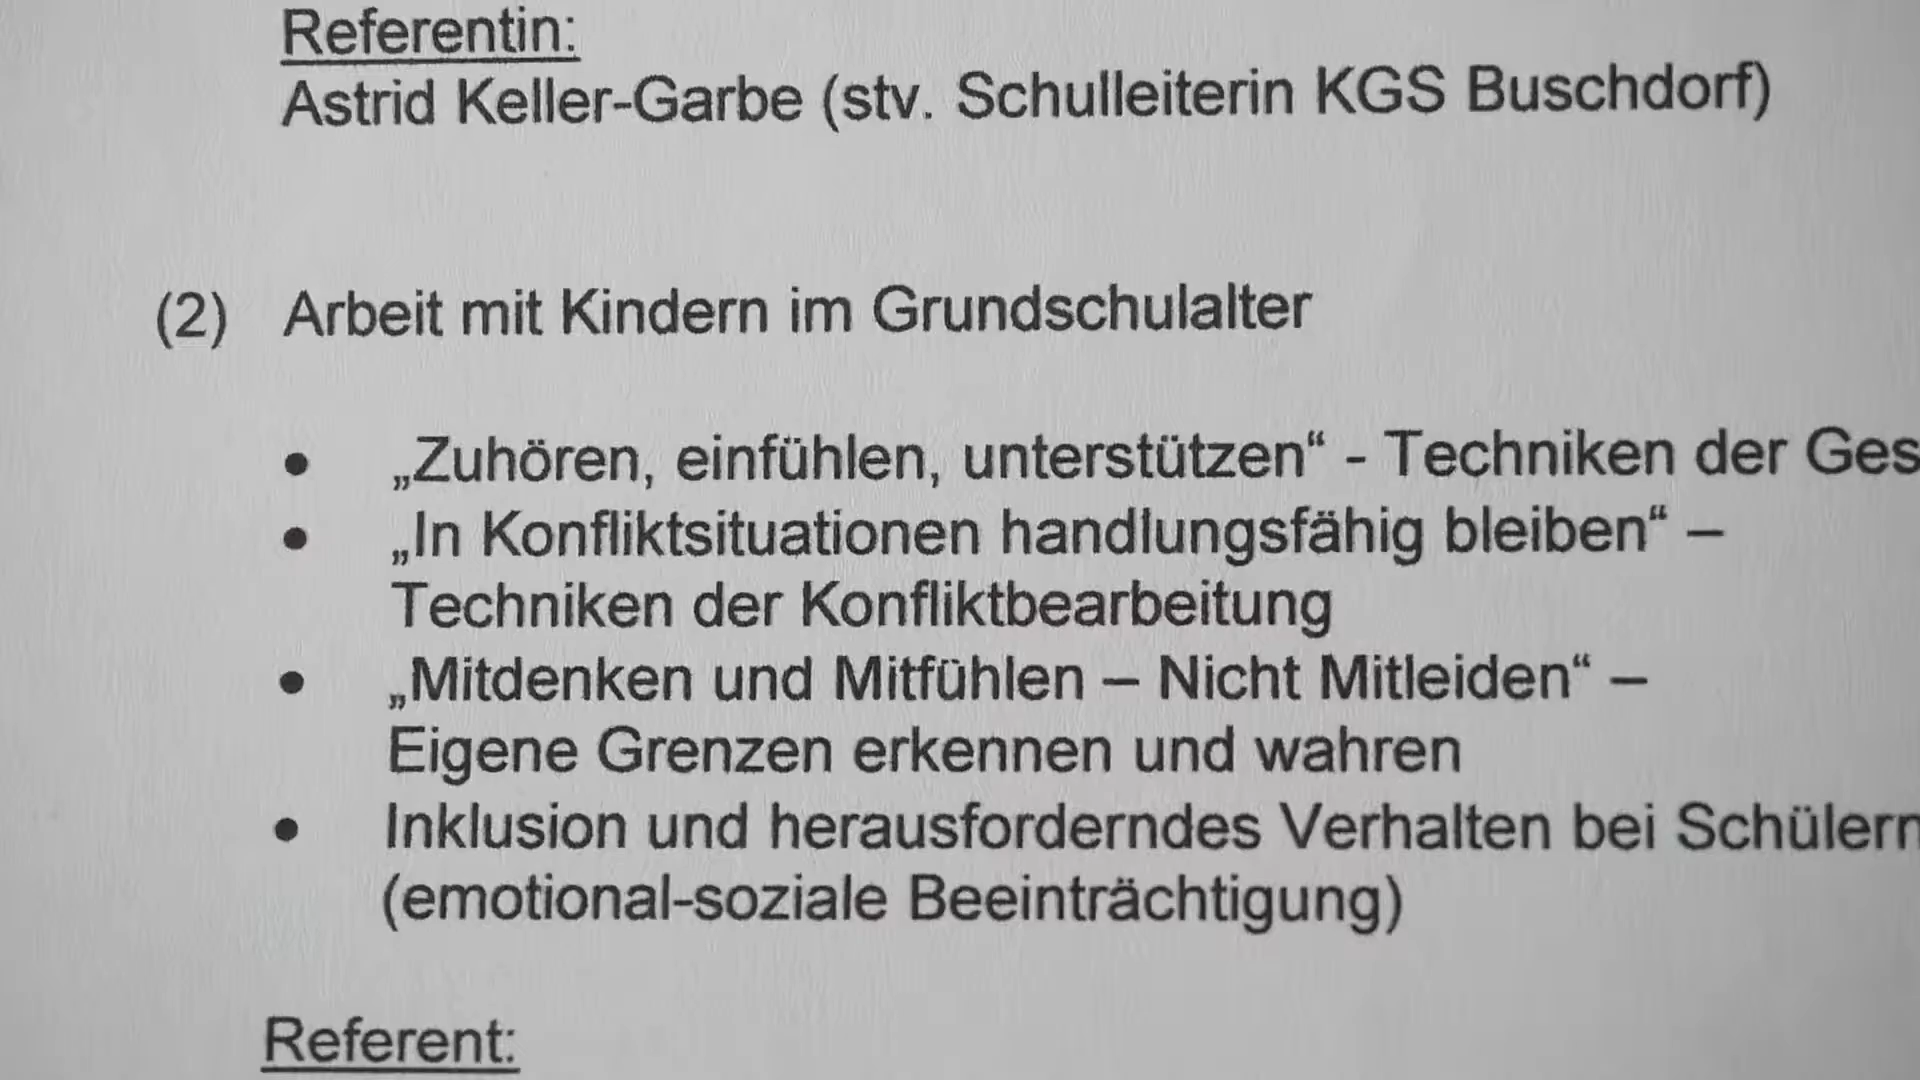 Referentin:
Astrid Keller-Garbe (stv. Schulleiterin KGS Buschdorf)
(2) Arbeit mit Kindern im Grundschulalter
• „Zuhören, einfühlen, unterstützen“ - Techniken der Ges
• „In Konfliktsituationen handlungsfähig bleiben“ –
Techniken der Konfliktbearbeitung
• „Mitdenken und Mitfühlen – Nicht Mitleiden“ –
Eigene Grenzen erkennen und wahren
• Inklusion und herausforderndes Verhalten bei Schülern
(emotional-soziale Beeinträchtigung)
Referent: